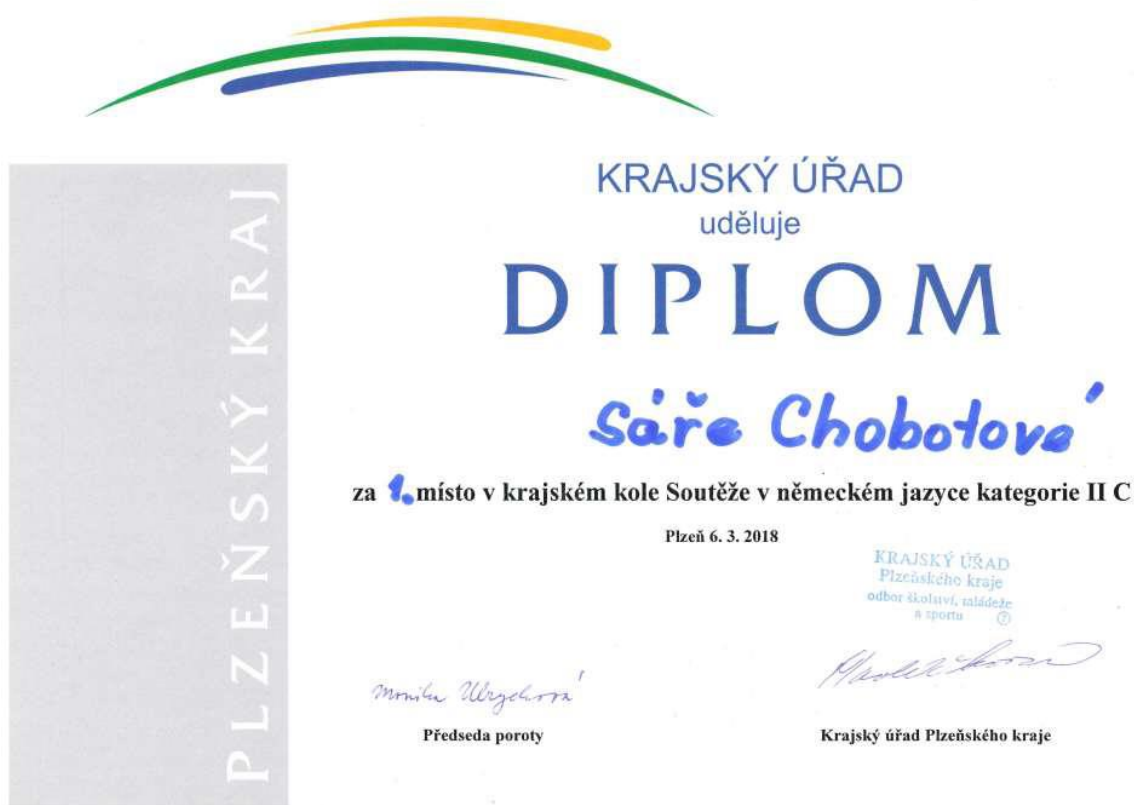 PLZEŇSKÝ KRAJ
KRAJSKÝ ÚŘAD
uděluje
DIPLOM
Sáře Chobotové
za 1. místo v krajském kole Soutěže v německém jazyce kategorie II C
Plzeň 6. 3. 2018
KRAJSKÝ ÚŘAD
Plzeňského kraje
odbor školství, mládeže
a sportu 7
Monika
Předseda poroty
Krajský úřad Plzeňského kraje